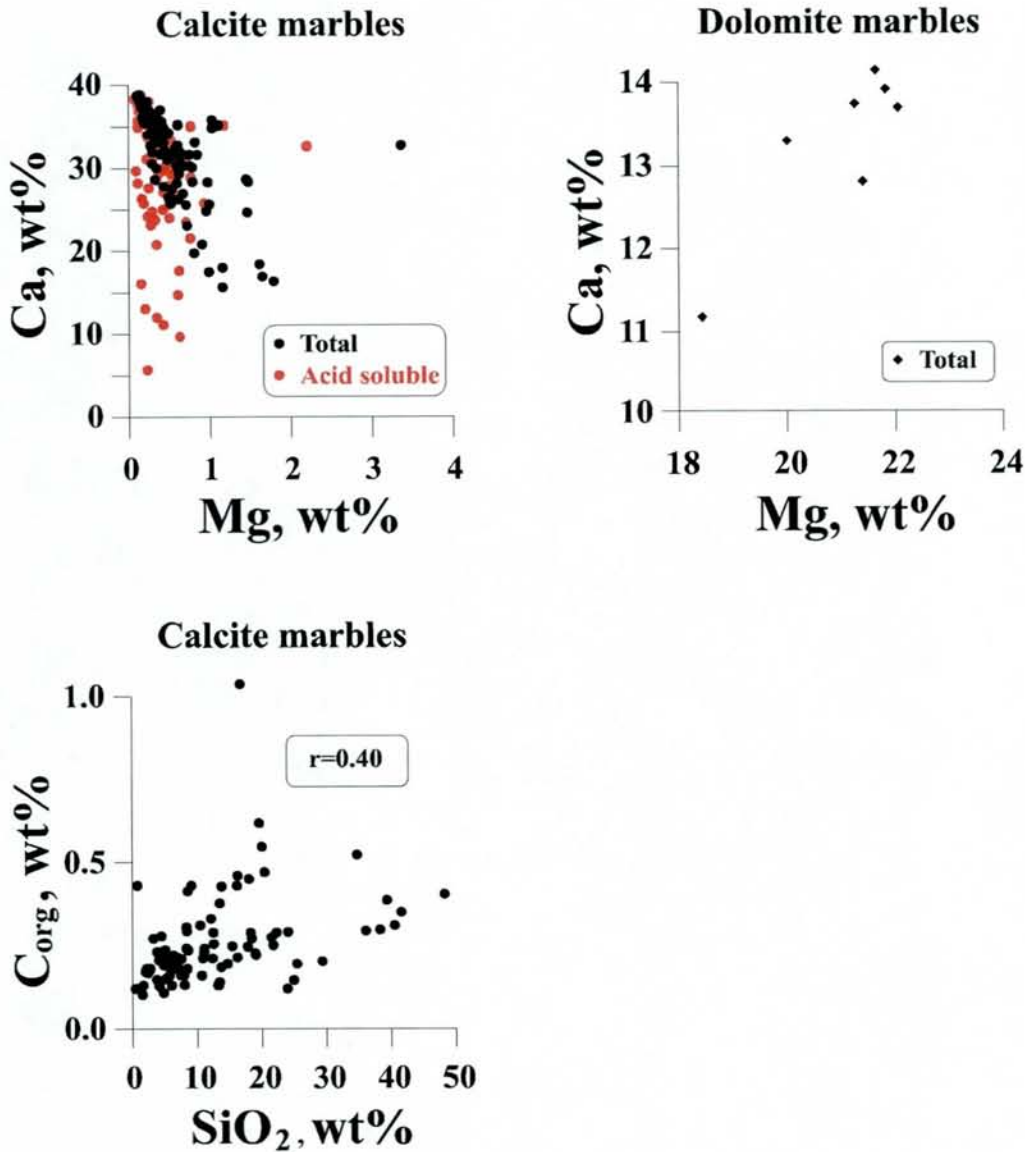 Calcite marbles
40
30
20
10
0
0 1 2 3 4
Ca, wt%
Mg, wt%
Total
Acid soluble
Dolomite marbles
14
13
12
11
10
18 20 22 24
Ca, wt%
Mg, wt%
Total
Calcite marbles
1.0
0.5
0.0
0 10 20 30 40 50
Corg, wt%
SiO2, wt%
r=0.40